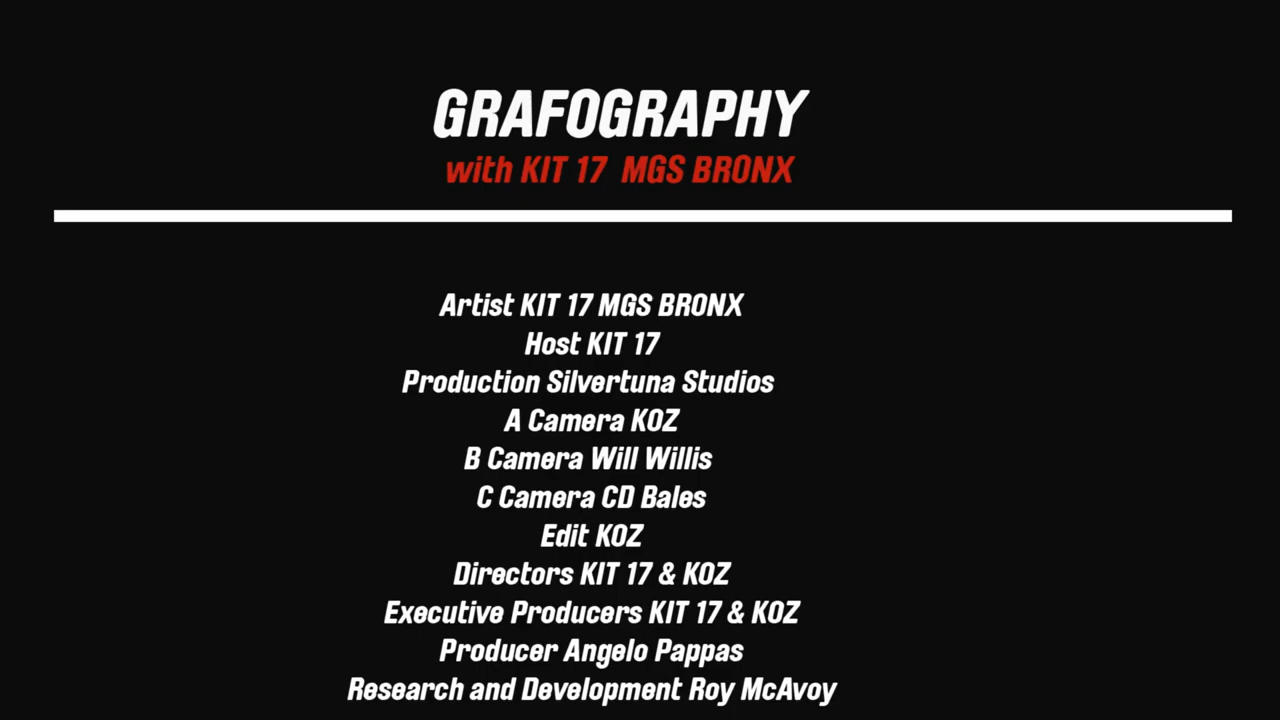 GRAFOGRAPHY
with KIT 17 MGS BRONX
Artist KIT 17 MGS BRONX
Host KIT 17
Production Silvertuna Studios
A Camera KOZ
B Camera Will Willis
C Camera CD Bales
Edit KOZ
Directors KIT 17 & KOZ
Executive Producers KIT 17 & KOZ
Producer Angelo Pappas
Research and Development Roy McAvoy